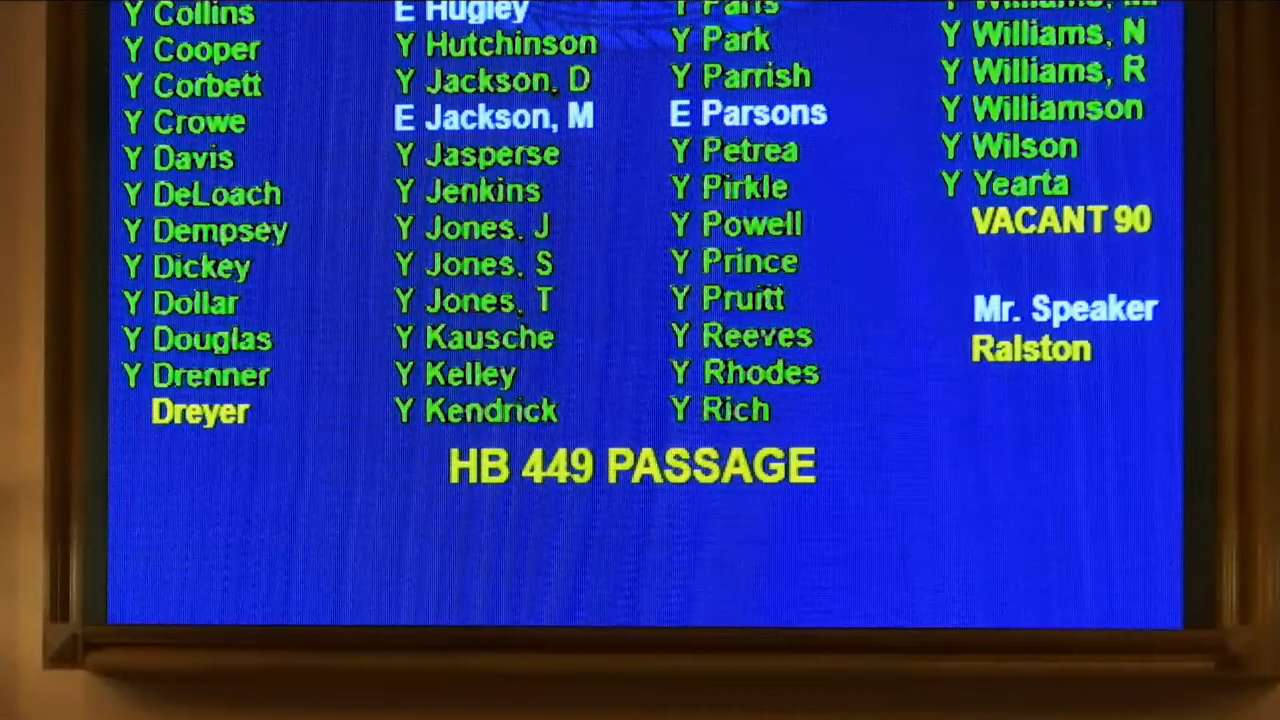 Y Collins
Y Cooper
Y Corbett
Y Crowe
Y Davis
Y DeLoach
Y Dempsey
Y Dickey
Y Dollar
Y Douglas
Y Drenner
Dreyer
E Hugley
Y Hutchinson
Y Jackson, D
E Jackson, M
Y Jasperse
Y Jenkins
Y Jones, J
Y Jones, S
Y Jones, T
Y Kausche
Y Kelley
Y Kendrick
Y Paris
Y Park
Y Parrish
E Parsons
Y Petrea
Y Pirkle
Y Powell
Y Prince
Y Pruitt
Y Reeves
Y Rhodes
Y Rich
Y Williams,
Y Williams, N
Y Williams, R
Y Williamson
Y Wilson
Y Yearta
VACANT 90
Mr. Speaker
Ralston
HB 449 PASSAGE